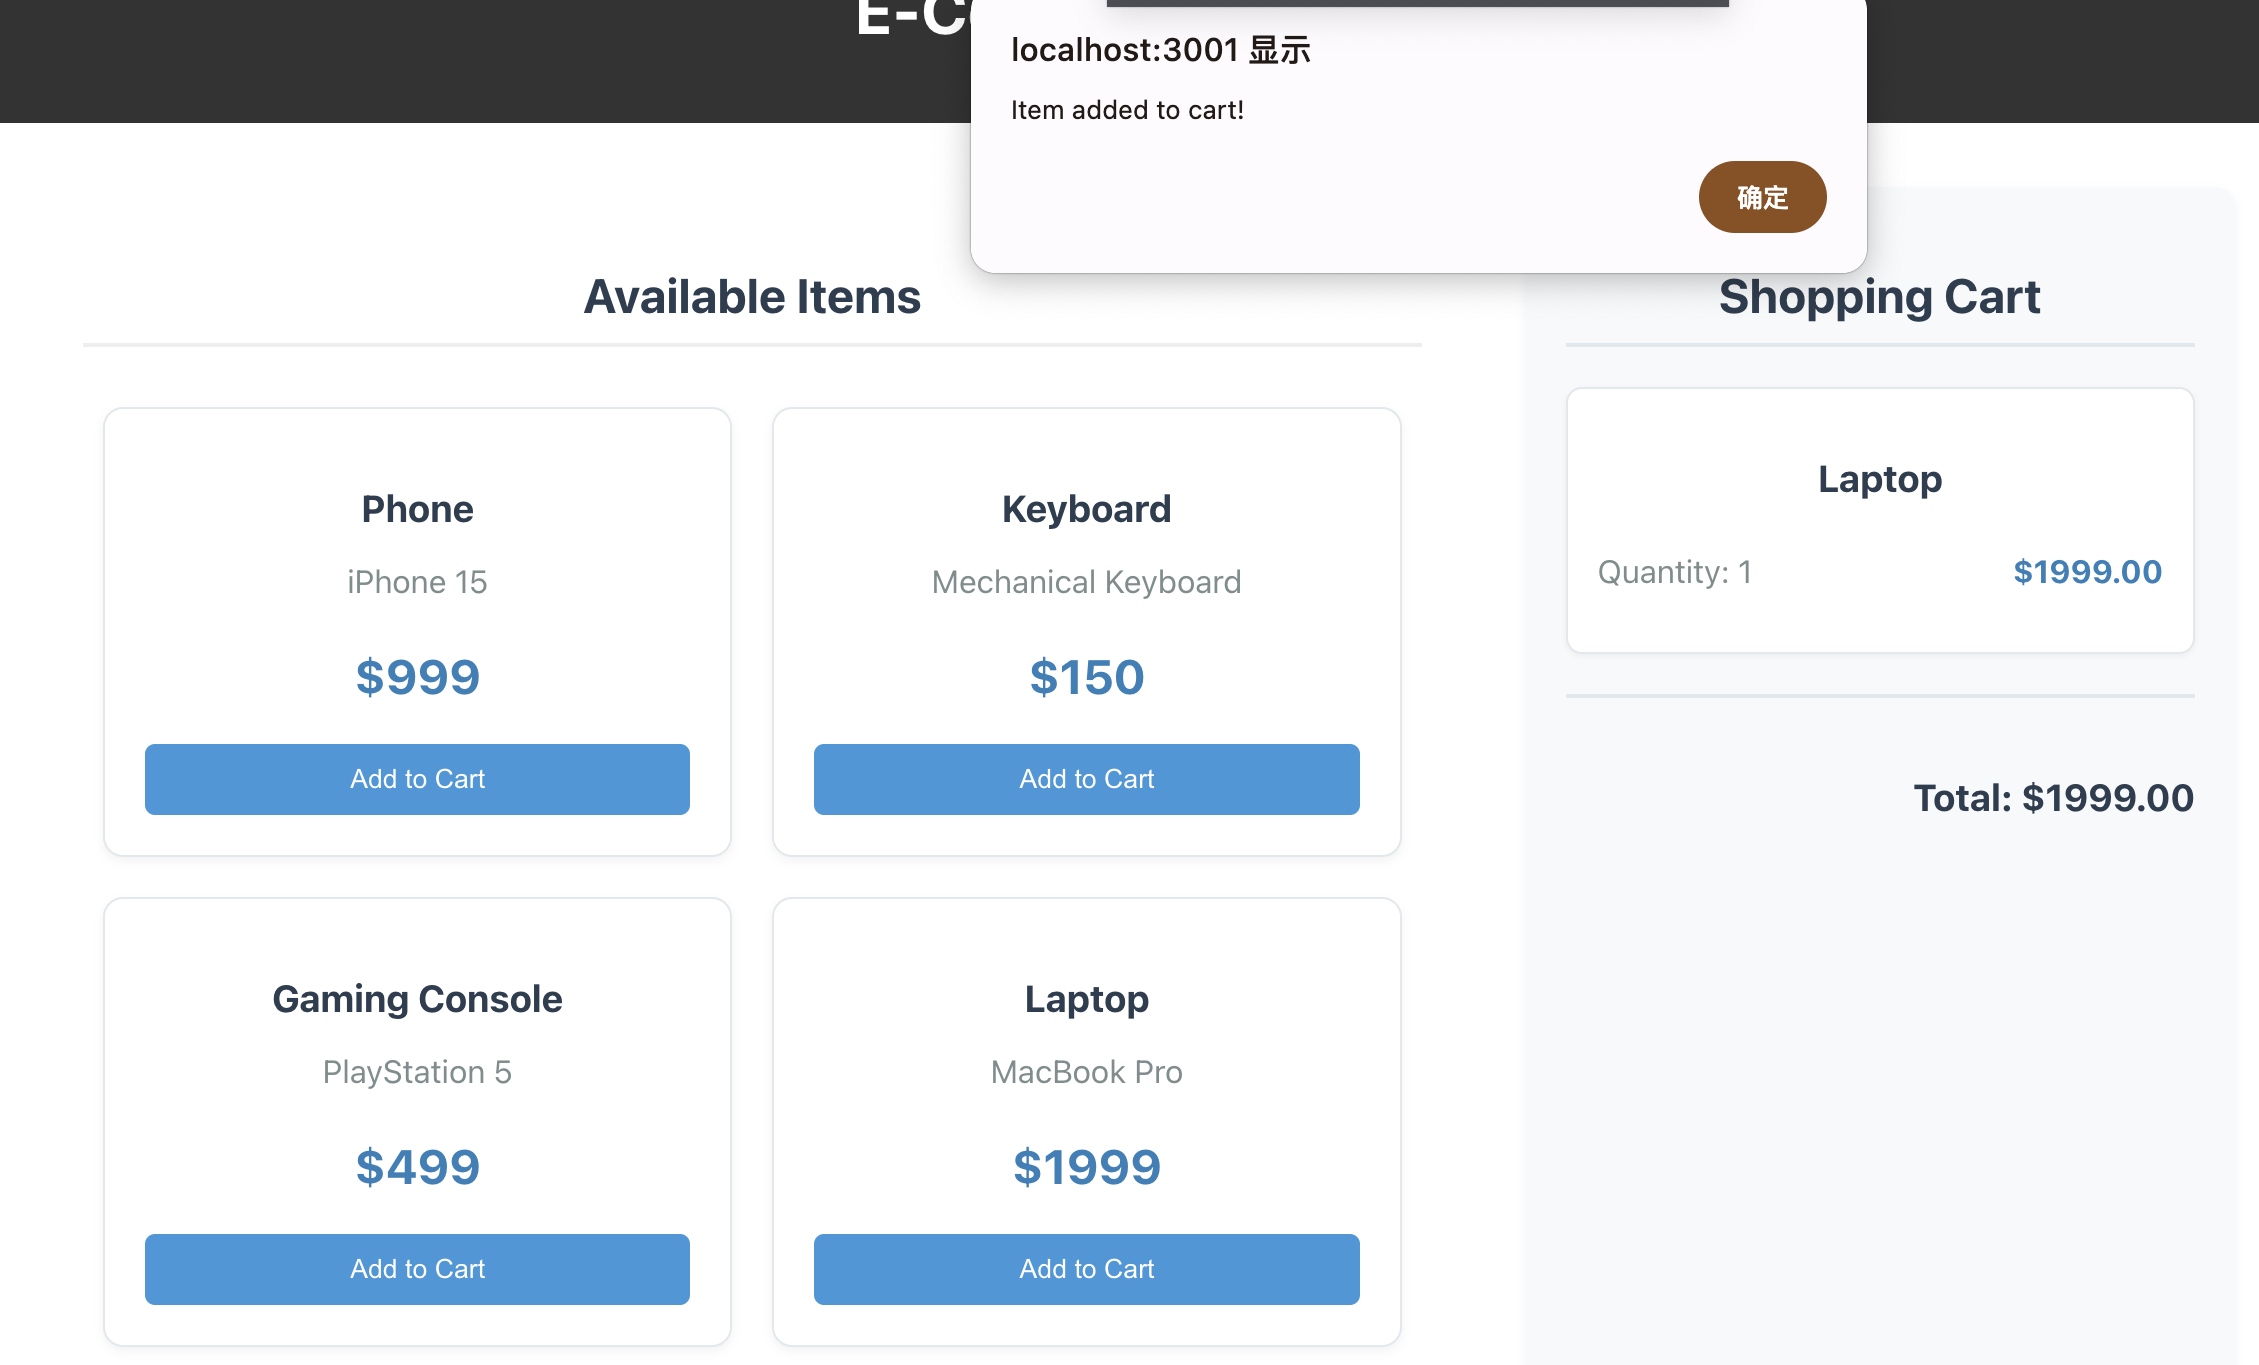 localhost:3001 显示
Item added to cart!
确定
Available Items
Phone
iPhone 15
$999
Add to Cart
Keyboard
Mechanical Keyboard
$150
Add to Cart
Gaming Console
PlayStation 5
$499
Add to Cart
Laptop
MacBook Pro
$1999
Add to Cart
Shopping Cart
Laptop
Quantity: 1
$1999.00
Total: $1999.00